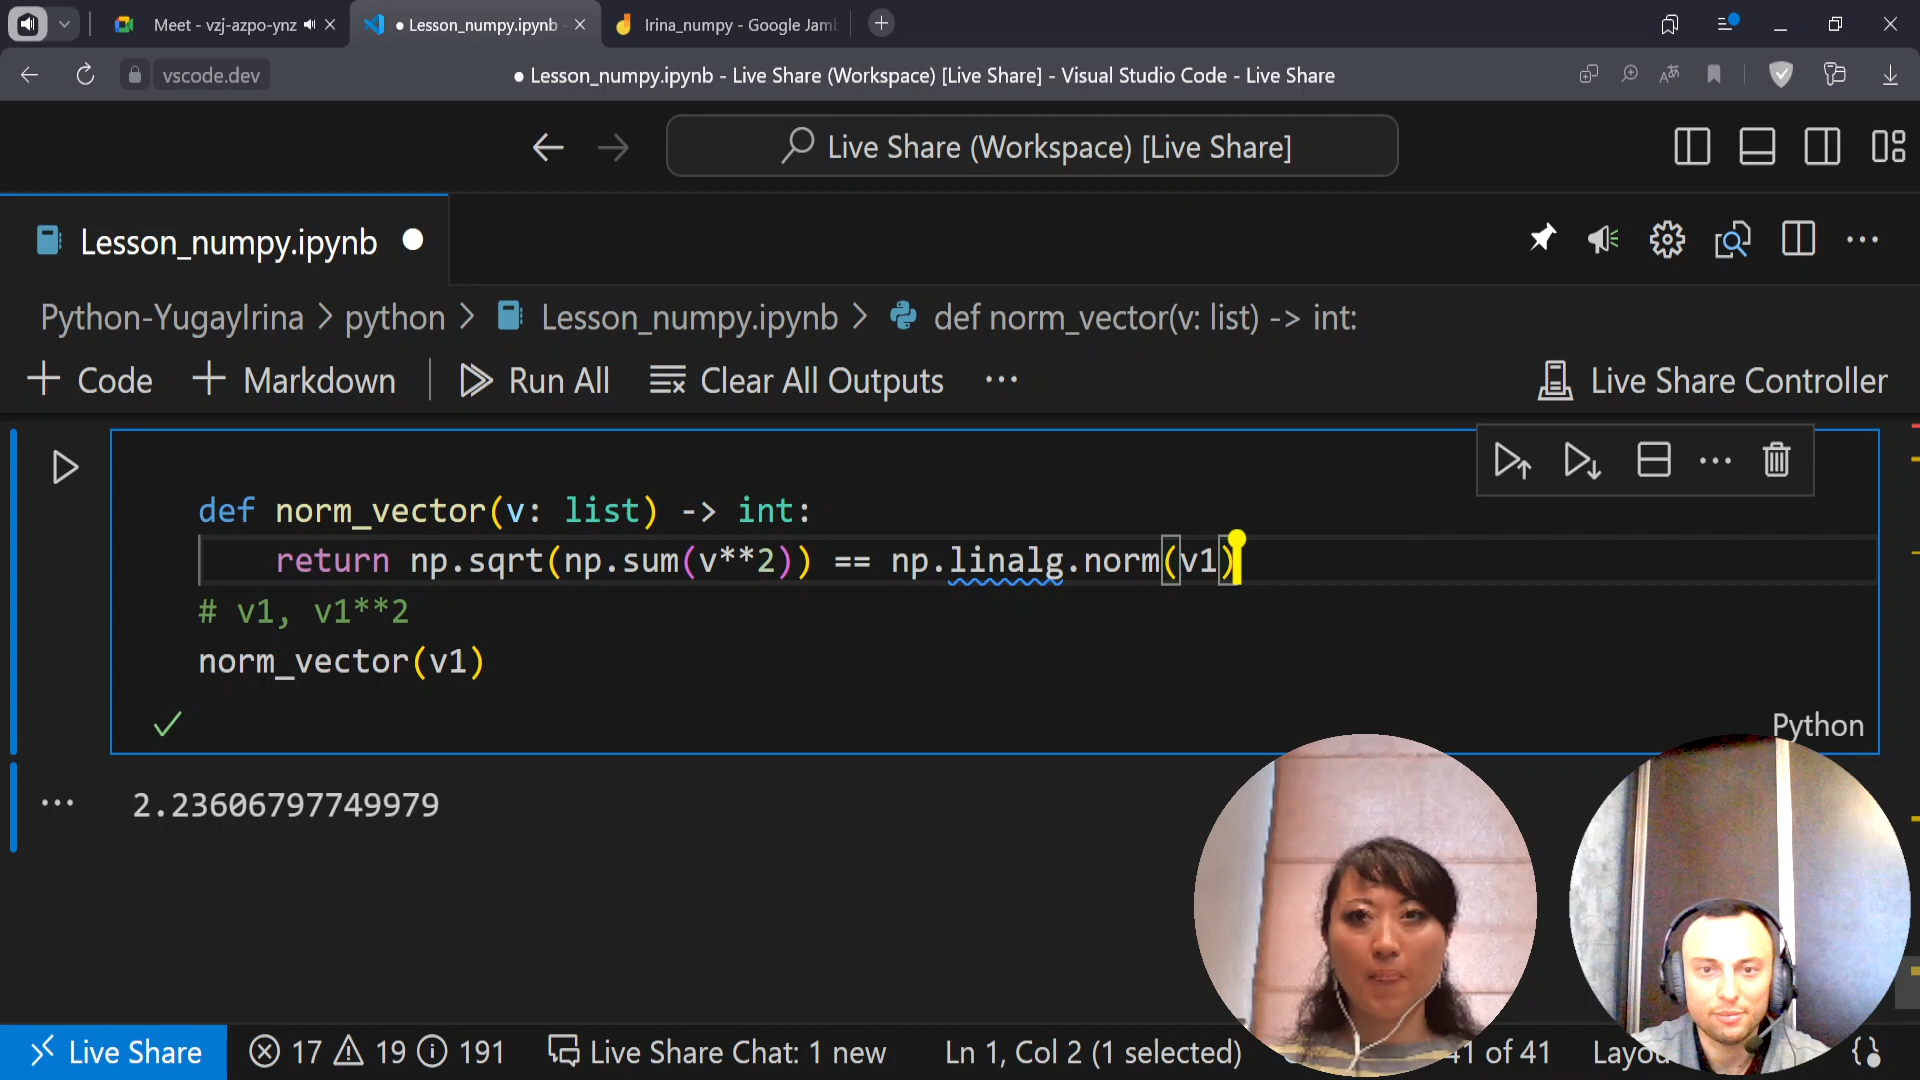 Meet - vzj-azpo-ynz
● Lesson_numpy.ipynb -
Irina_numpy - Google Jam
vscode.dev
● Lesson_numpy.ipynb - Live Share (Workspace) [Live Share] - Visual Studio Code - Live Share
Live Share (Workspace) [Live Share]
Lesson_numpy.ipynb ●
Python-YugayIrina > python > Lesson_numpy.ipynb > def norm_vector(v: list) -> int:
+ Code + Markdown Run All Clear All Outputs ... Live Share Controller
def norm_vector(v: list) -> int:
return np.sqrt(np.sum(v**2)) == np.linalg.norm(v1)
# v1, v1**2
norm_vector(v1)
Python
2.23606797749979
Live Share 17 19 191 Live Share Chat: 1 new Ln 1, Col 2 (1 selected) 41 of 41